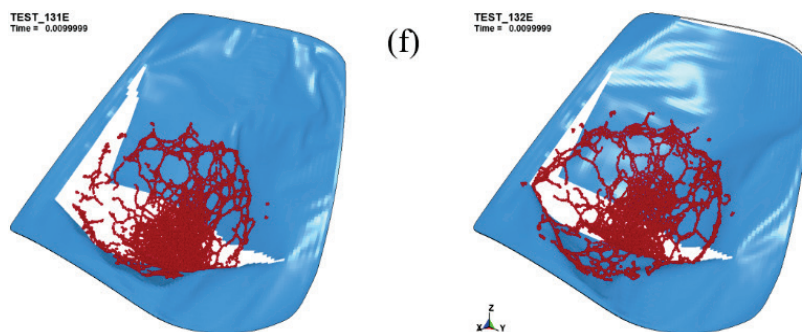 TEST_131E
Time = 0.0099999
(f)
TEST_132E
Time = 0.0099999
Z
X Y